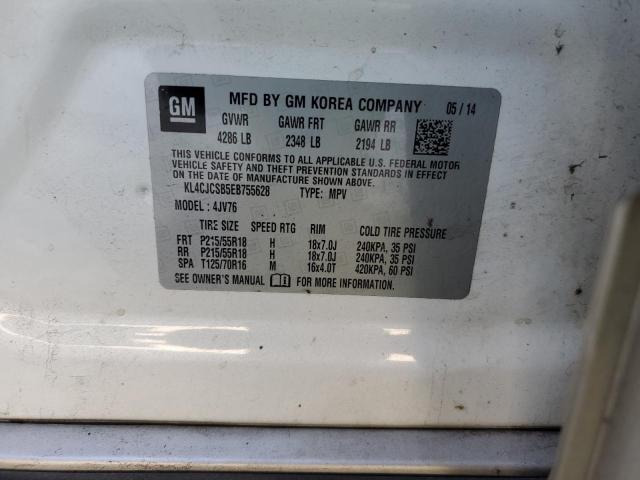 GM
MFD BY GM KOREA COMPANY 05 / 14
GVWR GAWR FRT GAWR RR
4286 LB 2348 LB 2194 LB
THIS VEHICLE CONFORMS TO ALL APPLICABLE U.S. FEDERAL MOTOR
VEHICLE SAFETY AND THEFT PREVENTION STANDARDS IN EFFECT
ON THE DATE OF MANUFACTURE SHOWN ABOVE.
KL4CJCSB5EB755628 TYPE: MPV
MODEL : 4JV76
TIRE SIZE SPEED RTG RIM COLD TIRE PRESSURE
FRT P215/55R18 H 18x7.0J 240KPA, 35 PSI
RR P215/55R18 H 18x7.0J 240KPA, 35 PSI
SPA T125/70R16 M 16x4.0T 420KPA, 60 PSI
SEE OWNER'S MANUAL FOR MORE INFORMATION.